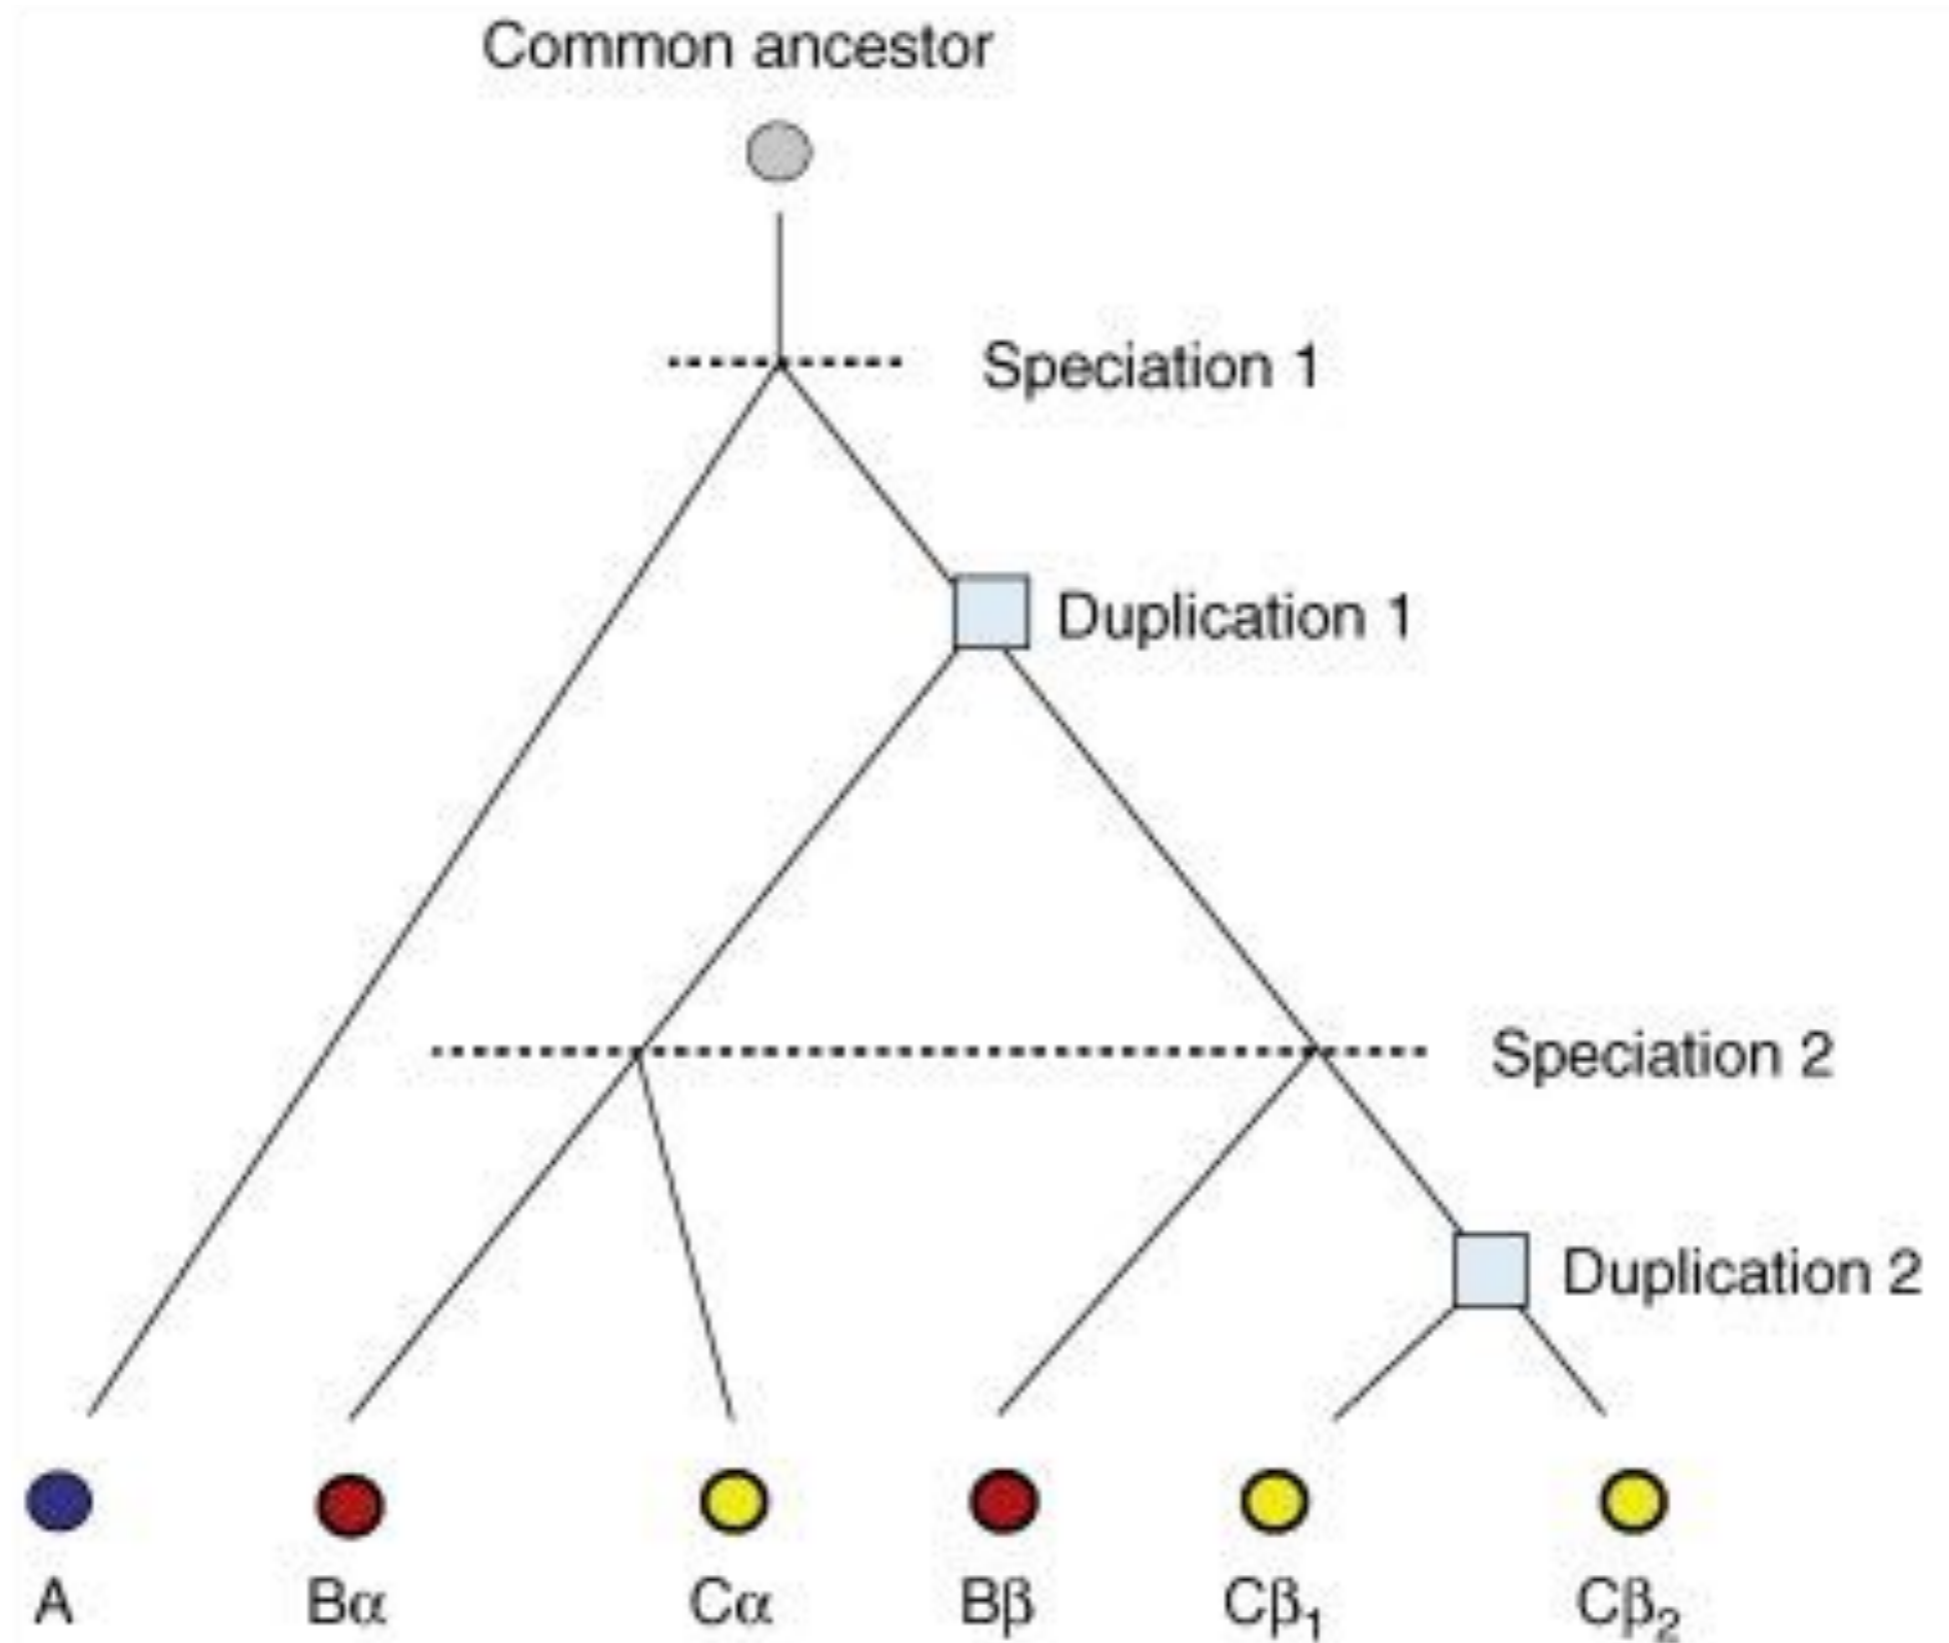 Common ancestor
Speciation 1
Duplication 1
Speciation 2
Duplication 2
A
Bα
Cα
Bβ
Cβ₁
Cβ₂